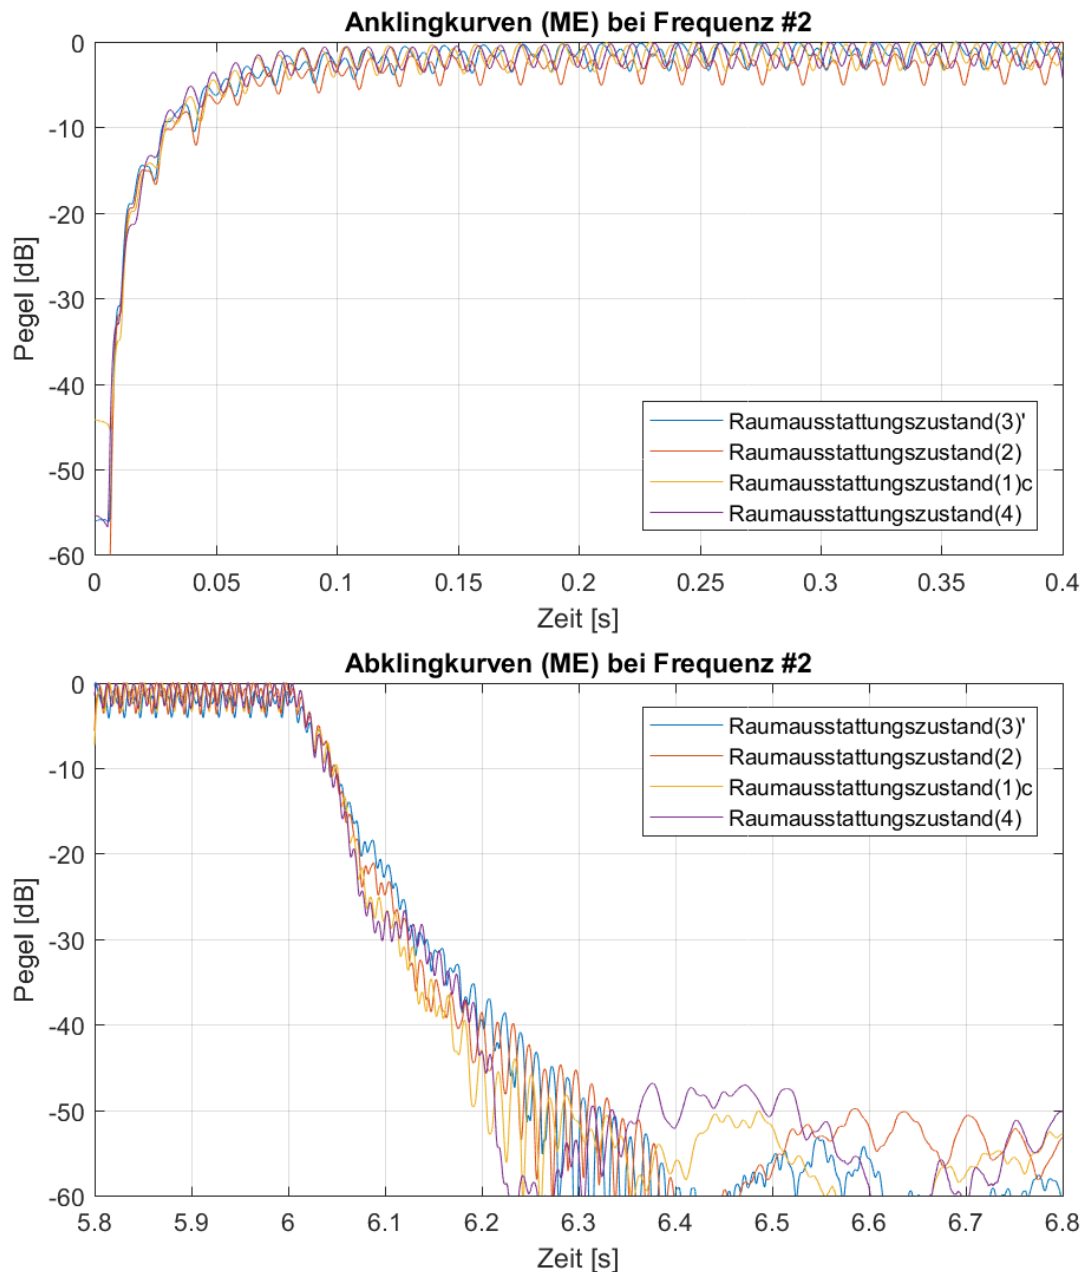 Anklingkurven (ME) bei Frequenz #2
0
-10
-20
-30
-40
-50
-60
Pegel [dB]
Raumausstattungszustand(3)'
Raumausstattungszustand(2)
Raumausstattungszustand(1)c
Raumausstattungszustand(4)
0 0.05 0.1 0.15 0.2 0.25 0.3 0.35 0.4
Zeit [s]
Abklingkurven (ME) bei Frequenz #2
0
-10
-20
-30
-40
-50
-60
Pegel [dB]
Raumausstattungszustand(3)'
Raumausstattungszustand(2)
Raumausstattungszustand(1)c
Raumausstattungszustand(4)
5.8 5.9 6 6.1 6.2 6.3 6.4 6.5 6.6 6.7 6.8
Zeit [s]